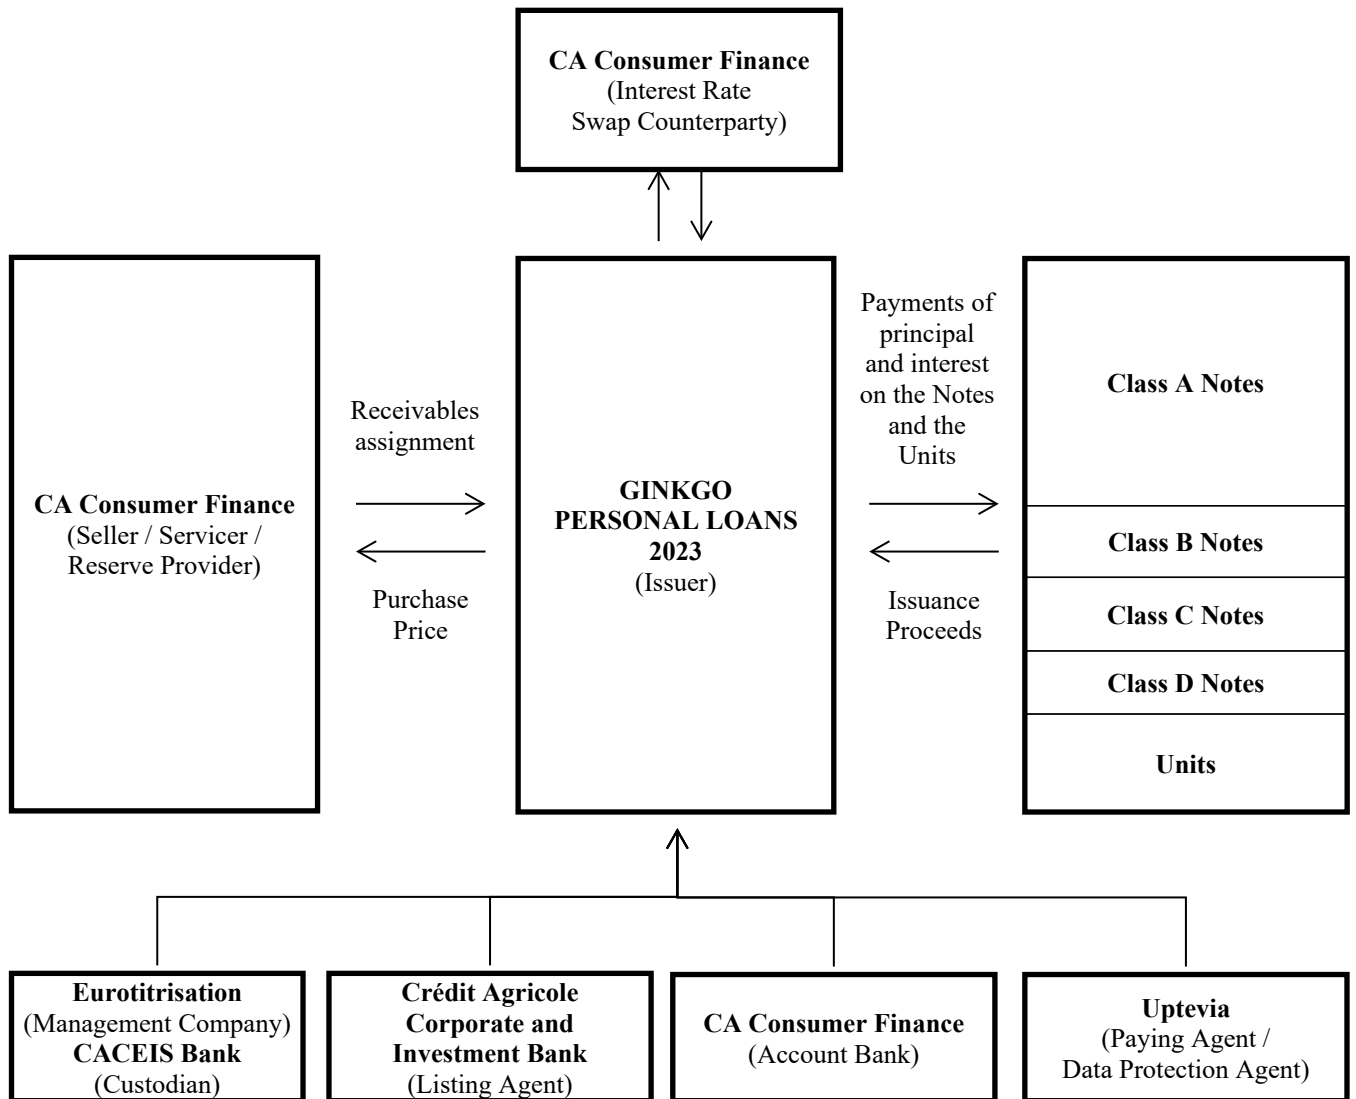 CA Consumer Finance
(Interest Rate
Swap Counterparty)
CA Consumer Finance
(Seller / Servicer /
Reserve Provider)
Receivables
assignment
Purchase
Price
GINKGO
PERSONAL LOANS
2023
(Issuer)
Payments of
principal
and interest
on the Notes
and the
Units
Issuance
Proceeds
Class A Notes
Class B Notes
Class C Notes
Class D Notes
Units
Eurotitrisation
(Management Company)
CACEIS Bank
(Custodian)
Crédit Agricole
Corporate and
Investment Bank
(Listing Agent)
CA Consumer Finance
(Account Bank)
Uptevia
(Paying Agent /
Data Protection Agent)